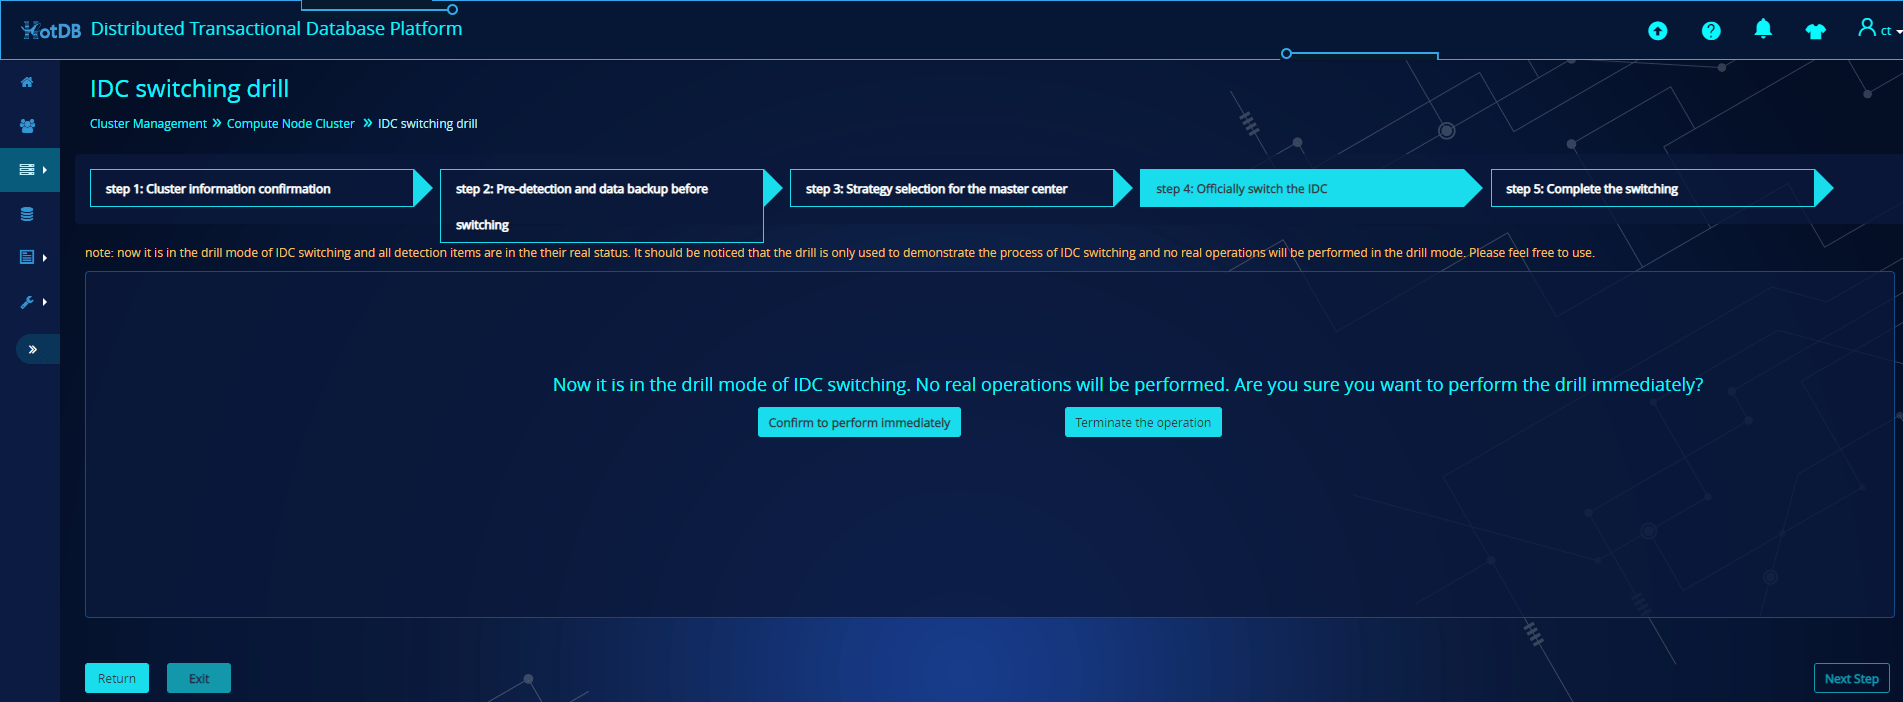 HotDB Distributed Transactional Database Platform
ct
IDC switching drill
Cluster Management » Compute Node Cluster » IDC switching drill
step 1: Cluster information confirmation
step 2: Pre-detection and data backup before
switching
step 3: Strategy selection for the master center
step 4: Officially switch the IDC
step 5: Complete the switching
note: now it is in the drill mode of IDC switching and all detection items are in the their real status. It should be noticed that the drill is only used to demonstrate the process of IDC switching and no real operations will be performed in the drill mode. Please feel free to use.
Now it is in the drill mode of IDC switching. No real operations will be performed. Are you sure you want to perform the drill immediately?
Confirm to perform immediately
Terminate the operation
Return
Exit
Next Step